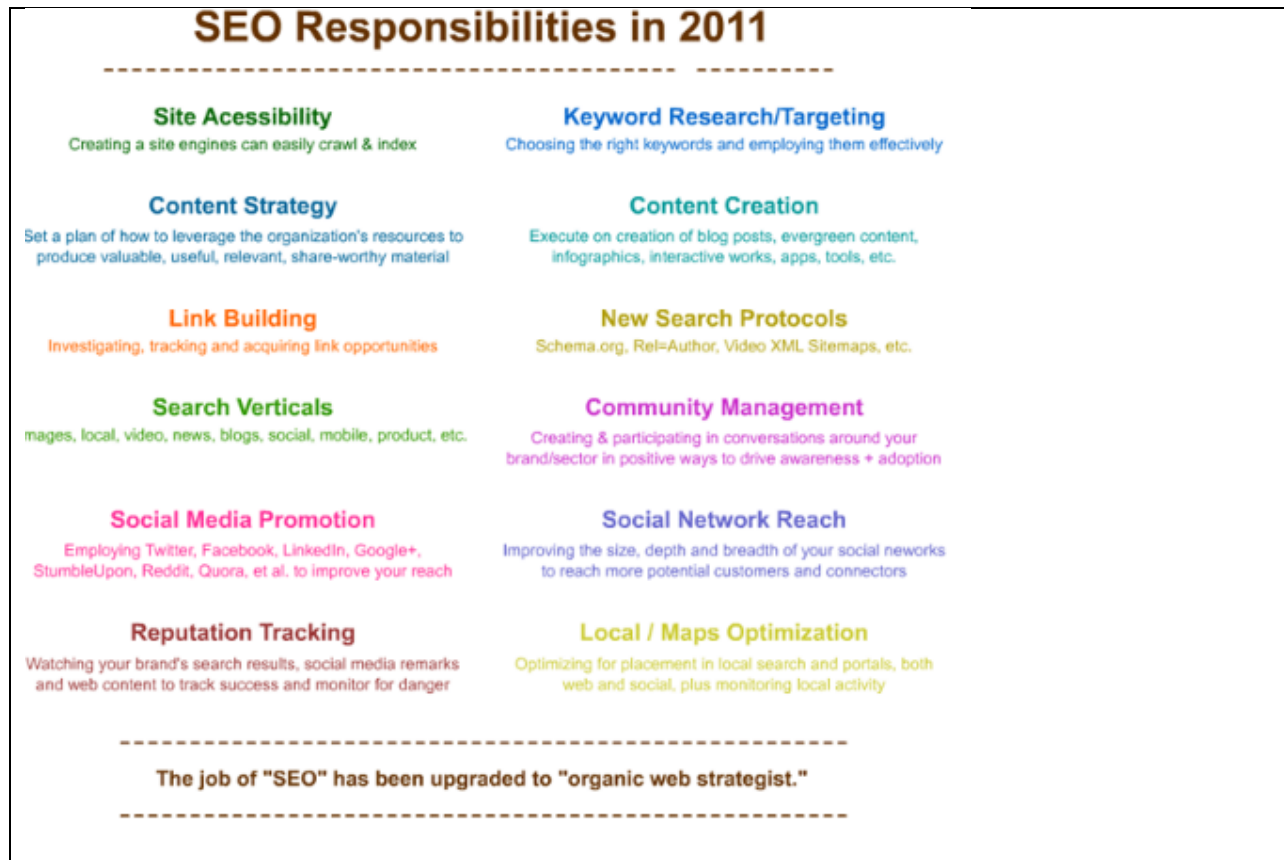 SEO Responsibilities in 2011
Site Acessibility
Creating a site engines can easily crawl & index
Keyword Research/Targeting
Choosing the right keywords and employing them effectively
Content Strategy
Set a plan of how to leverage the organization's resources to
produce valuable, useful, relevant, share-worthy material
Content Creation
Execute on creation of blog posts, evergreen content,
infographics, interactive works, apps, tools, etc.
Link Building
Investigating, tracking and acquiring link opportunities
New Search Protocols
Schema.org, Rel=Author, Video XML Sitemaps, etc.
Search Verticals
mages, local, video, news, blogs, social, mobile, product, etc.
Community Management
Creating & participating in conversations around your
brand/sector in positive ways to drive awareness + adoption
Social Media Promotion
Employing Twitter, Facebook, LinkedIn, Google+,
StumbleUpon, Reddit, Quora, et al. to improve your reach
Social Network Reach
Improving the size, depth and breadth of your social neworks
to reach more potential customers and connectors
Reputation Tracking
Watching your brand's search results, social media remarks
and web content to track success and monitor for danger
Local / Maps Optimization
Optimizing for placement in local search and portals, both
web and social, plus monitoring local activity
The job of "SEO" has been upgraded to "organic web strategist."